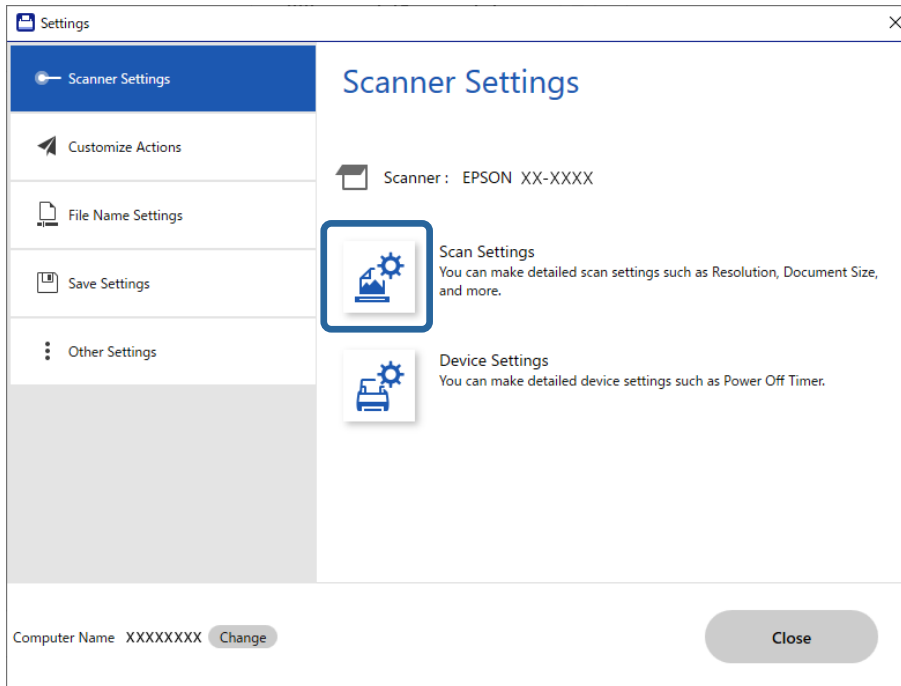 Settings
Scanner Settings
Customize Actions
File Name Settings
Save Settings
Other Settings
Scanner Settings
Scanner : EPSON XX-XXXX
Scan Settings
You can make detailed scan settings such as Resolution, Document Size,
and more.
Device Settings
You can make detailed device settings such as Power Off Timer.
Computer Name XXXXXXXX Change
Close